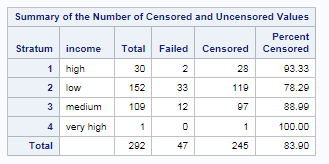 Summary of the Number of Censored and Uncensored Values
Stratum income Total Failed Censored Percent Censored
1 high 30 2 28 93.33
2 low 152 33 119 78.29
3 medium 109 12 97 88.99
4 very high 1 0 1 100.00
Total 292 47 245 83.90